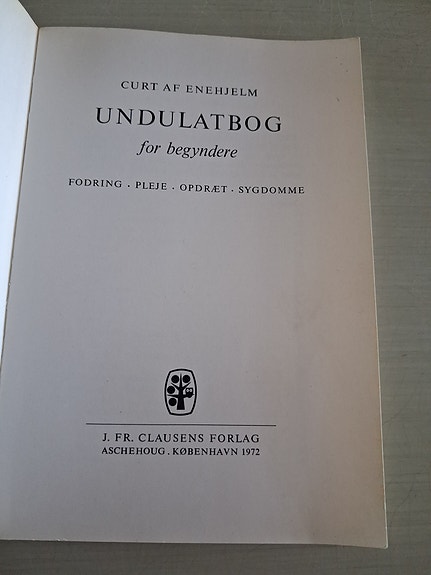 CURT AF ENEHJELM
UNDULATBOG
for begyndere
FODRING · PLEJE · OPDRÆT · SYGDOMME
J. FR. CLAUSENS FORLAG
ASCHEHOUG . KØBENHAVN 1972